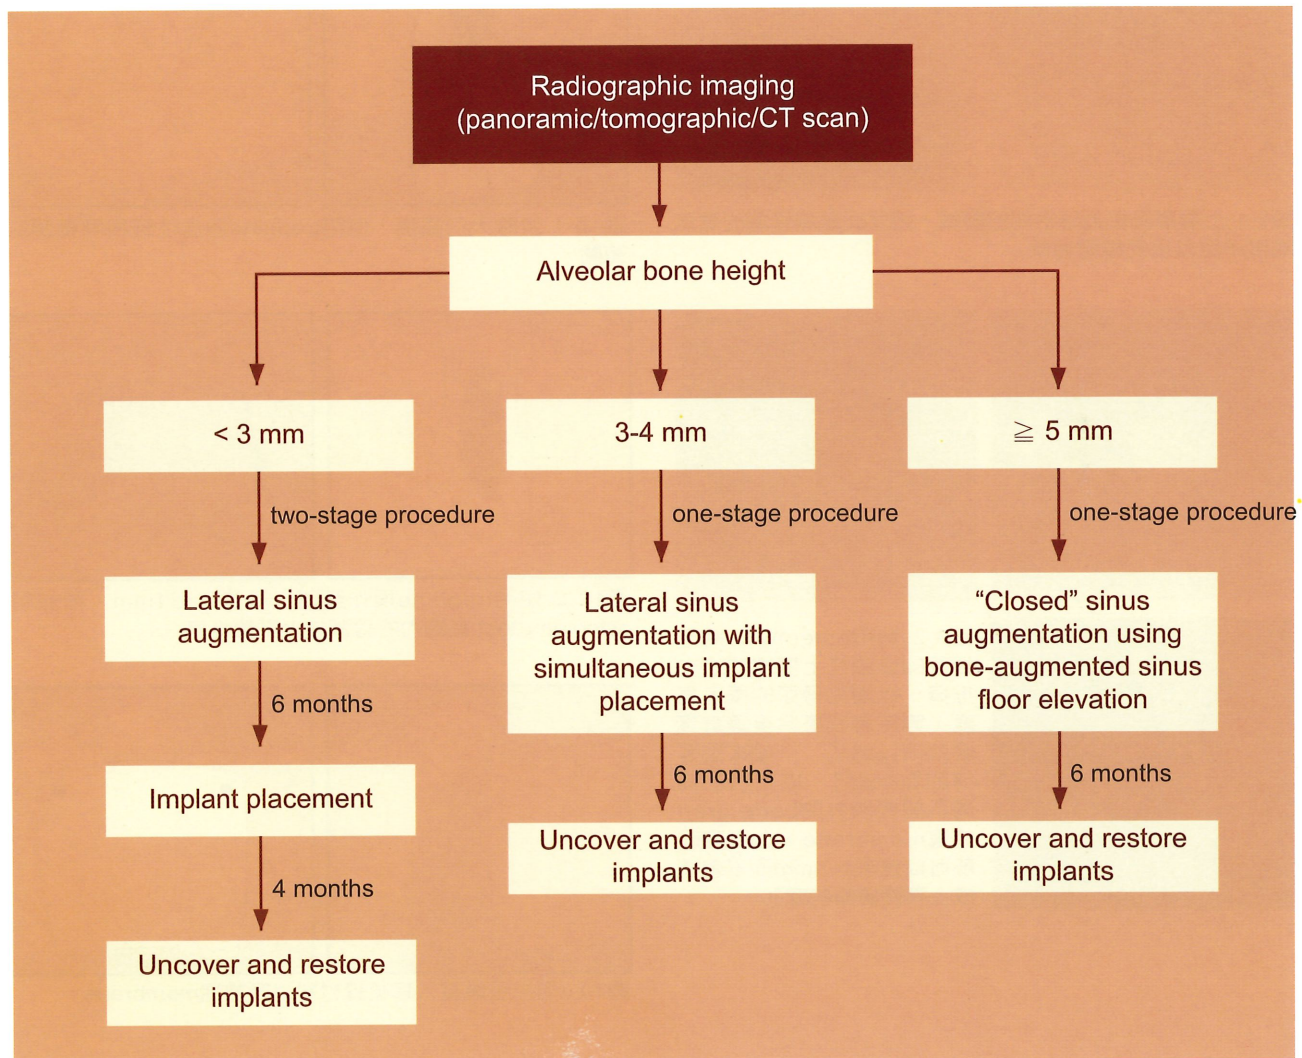 Radiographic imaging
(panoramic/tomographic/CT scan)
Alveolar bone height
< 3 mm
3-4 mm
≧ 5 mm
two-stage procedure
one-stage procedure
one-stage procedure
Lateral sinus
augmentation
Lateral sinus
augmentation with
simultaneous implant
placement
“Closed” sinus
augmentation using
bone-augmented sinus
floor elevation
6 months
6 months
6 months
Implant placement
Uncover and restore
implants
Uncover and restore
implants
4 months
Uncover and restore
implants